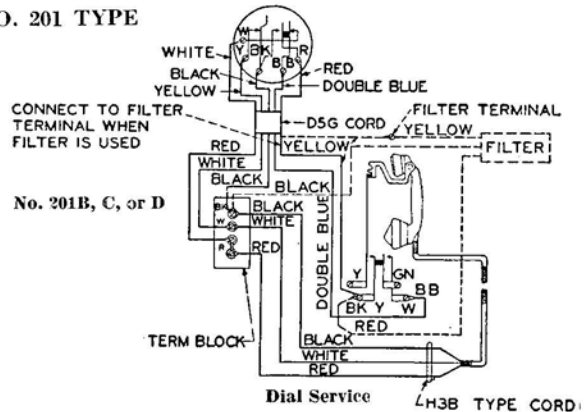 O. 201 TYPE
W
Y
BK
B
B
R
WHITE
BLACK
YELLOW
RED
DOUBLE BLUE
CONNECT TO FILTER
TERMINAL WHEN
FILTER IS USED
D5G CORD
FILTER TERMINAL
YELLOW
YELLOW
FILTER
RED
WHITE
BLACK
BLACK
No. 201B, C, or D
BK
W
R
BLACK
WHITE
RED
DOUBLE BLUE
Y
GN
BB
BK
Y
W
RED
TERM BLOCK
BLACK
WHITE
RED
Dial Service
H3B TYPE CORD